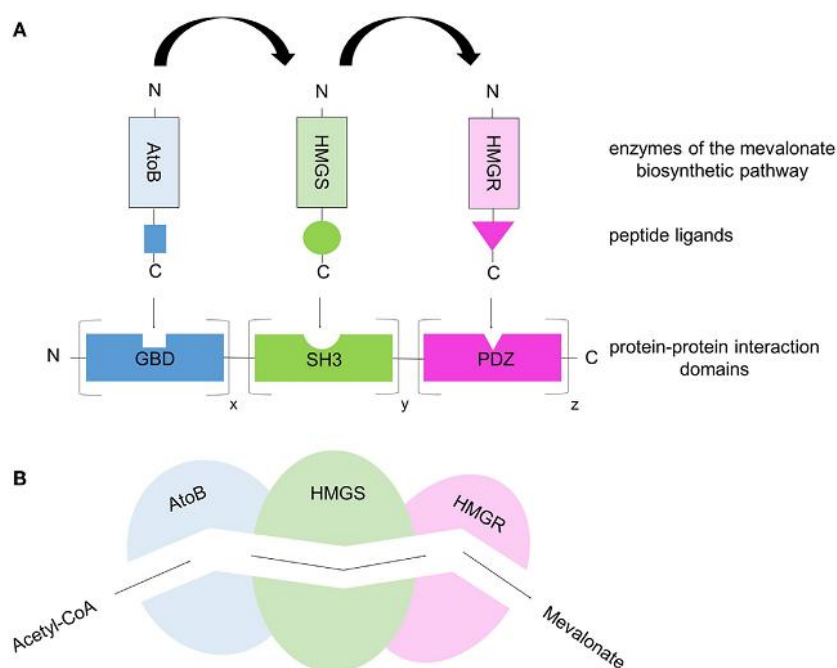 A
N
N
N
AtoB
HMGS
HMGR
enzymes of the mevalonate
biosynthetic pathway
peptide ligands
C
C
C
N
GBD
SH3
PDZ
C
protein-protein interaction
domains
x
y
z
B
AtoB
HMGS
HMGR
Acetyl-CoA
Mevalonate